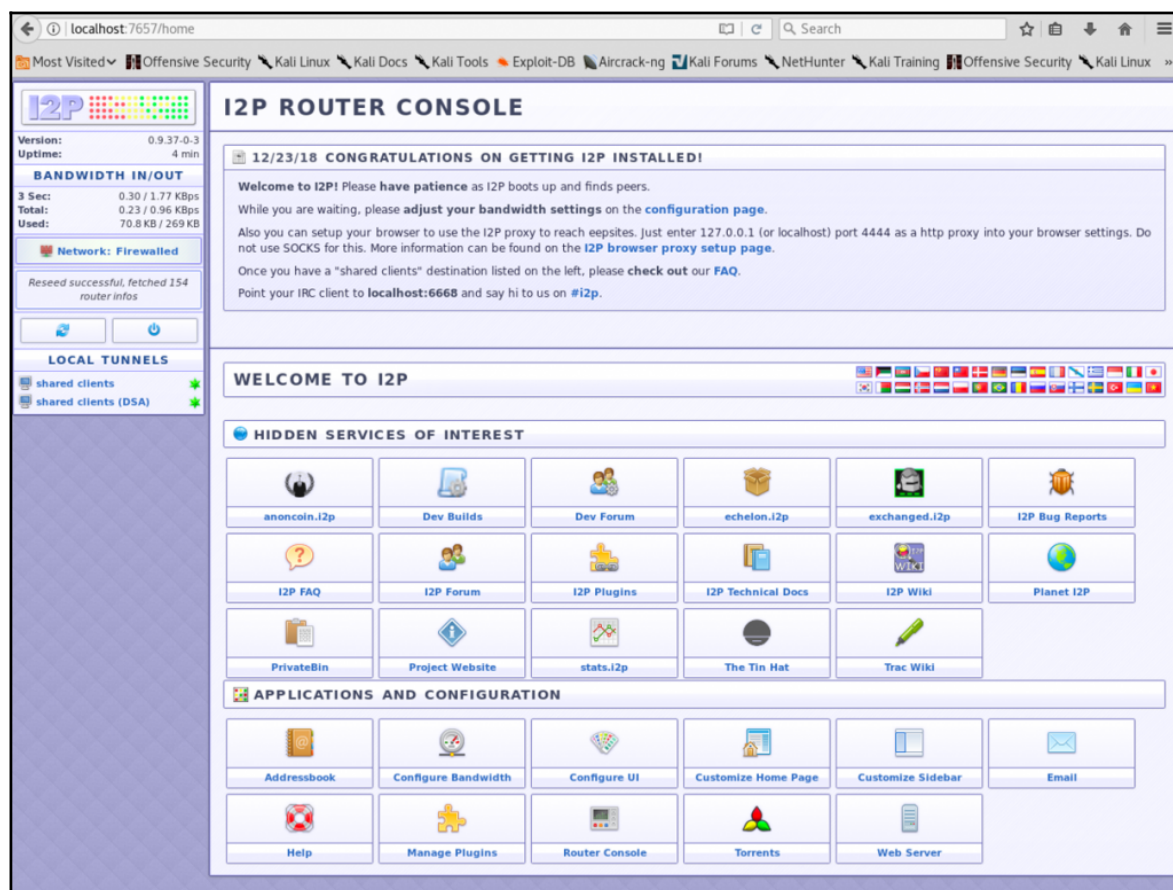 localhost:7657/home
Search
Most Visited
Offensive Security
Kali Linux
Kali Docs
Kali Tools
Exploit-DB
Aircrack-ng
Kali Forums
NetHunter
Kali Training
Offensive Security
Kali Linux
»
I2P
Version: 0.9.37-0-3
Uptime: 4 min
BANDWIDTH IN/OUT
3 Sec: 0.30 / 1.77 KBps
Total: 0.23 / 0.96 KBps
Used: 70.8 KB / 269 KB
Network: Firewalled
Reseed successful, fetched 154
router infos
LOCAL TUNNELS
shared clients
shared clients (DSA)
I2P ROUTER CONSOLE
12/23/18 CONGRATULATIONS ON GETTING I2P INSTALLED!
Welcome to I2P! Please have patience as I2P boots up and finds peers.
While you are waiting, please adjust your bandwidth settings on the configuration page.
Also you can setup your browser to use the I2P proxy to reach eepsites. Just enter 127.0.0.1 (or localhost) port 4444 as a http proxy into your browser settings. Do
not use SOCKS for this. More information can be found on the I2P browser proxy setup page.
Once you have a "shared clients" destination listed on the left, please check out our FAQ.
Point your IRC client to localhost:6668 and say hi to us on #i2p.
WELCOME TO I2P
HIDDEN SERVICES OF INTEREST
anoncoin.i2p
Dev Builds
Dev Forum
echelon.i2p
exchanged.i2p
I2P Bug Reports
I2P FAQ
I2P Forum
I2P Plugins
I2P Technical Docs
WIKI
I2P Wiki
Planet I2P
PrivateBin
Project Website
stats.i2p
The Tin Hat
Trac Wiki
APPLICATIONS AND CONFIGURATION
Addressbook
Configure Bandwidth
Configure UI
Customize Home Page
Customize Sidebar
Email
Help
Manage Plugins
Router Console
Torrents
Web Server